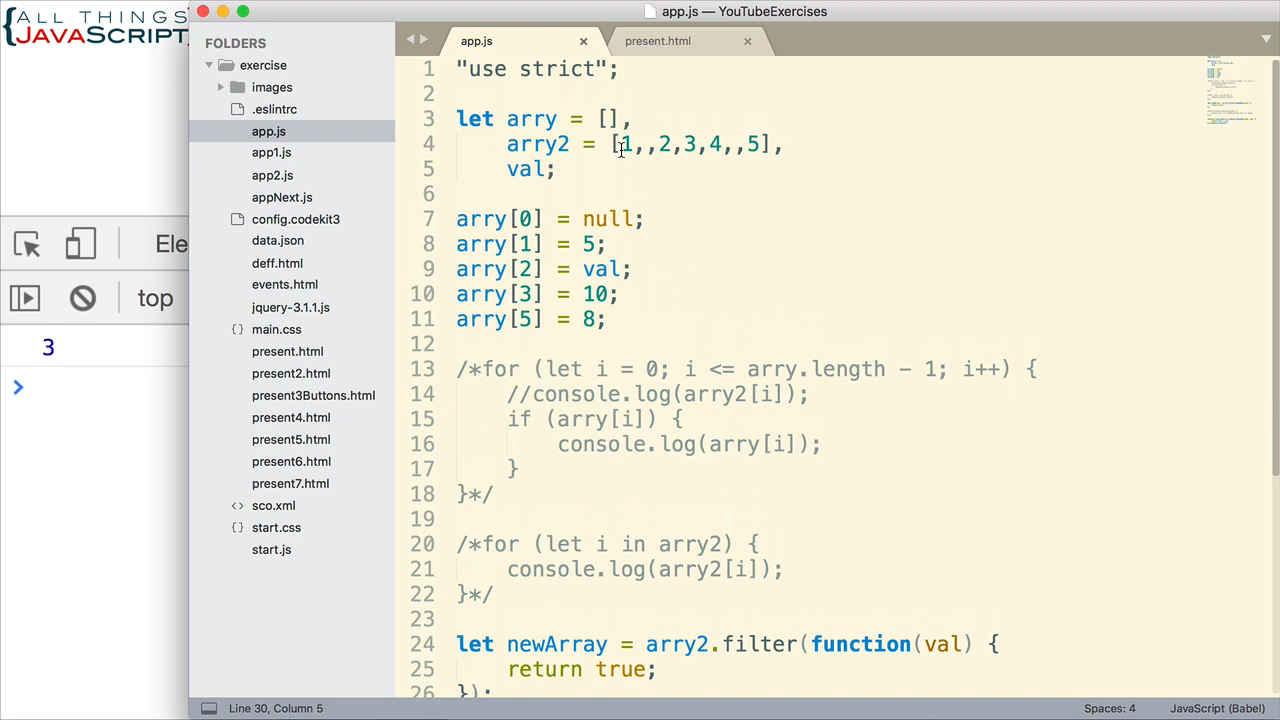 {ALL THINGS
JAVASCRIPT,
app.js — YouTubeExercises
FOLDERS
exercise
images
.eslintrc
app.js
app1.js
app2.js
appNext.js
config.codekit3
data.json
deff.html
events.html
jquery-3.1.1.js
main.css
present.html
present2.html
present3Buttons.html
present4.html
present5.html
present6.html
present7.html
sco.xml
start.css
start.js
Ele
top
3
app.js
present.html
1 "use strict";
2
3 let arry = [],
4 arry2 = [1,,2,3,4,,5],
5 val;
6
7 arry[0] = null;
8 arry[1] = 5;
9 arry[2] = val;
10 arry[3] = 10;
11 arry[5] = 8;
12
13 /*for (let i = 0; i <= arry.length - 1; i++) {
14 //console.log(arry2[i]);
15 if (arry[i]) {
16 console.log(arry[i]);
17 }
18 }*/
19
20 /*for (let i in arry2) {
21 console.log(arry2[i]);
22 }*/
23
24 let newArray = arry2.filter(function(val) {
25 return true;
26 });
Line 30, Column 5
Spaces: 4
JavaScript (Babel)